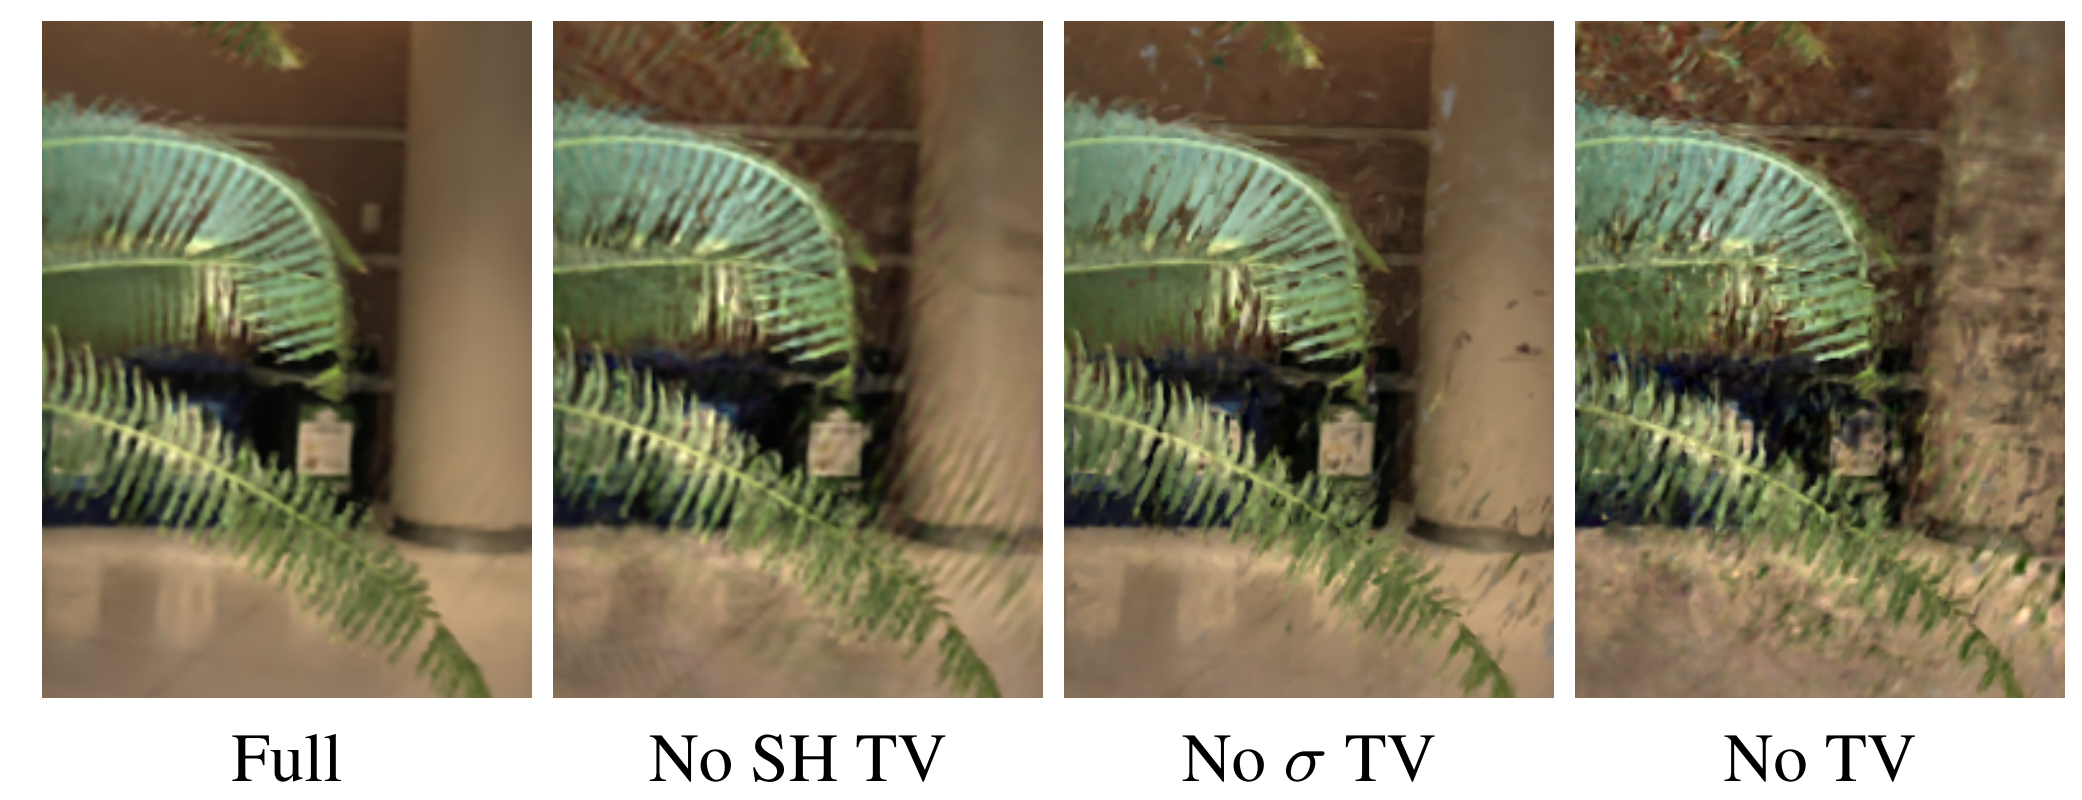 Full
No SH TV
No σ TV
No TV